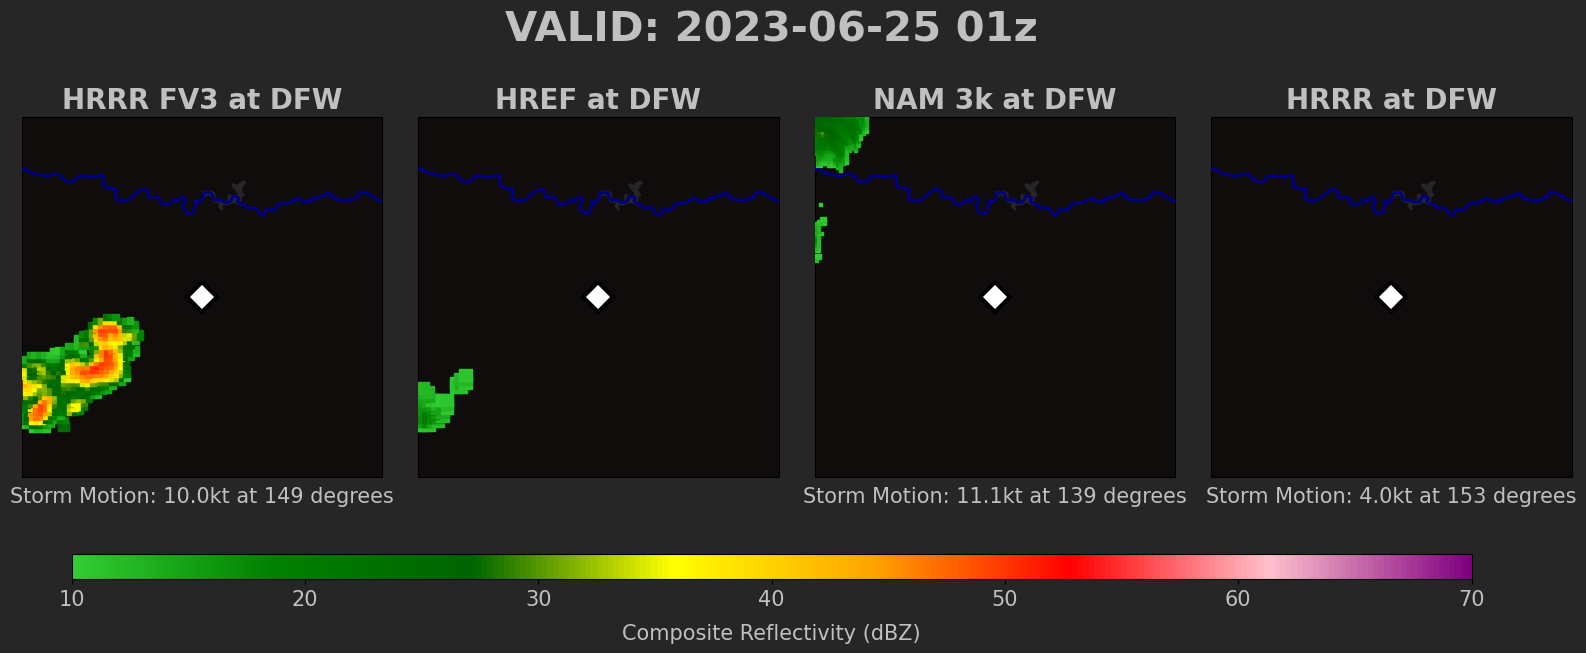 VALID: 2023-06-25 01z
HRRR FV3 at DFW
HREF at DFW
NAM 3k at DFW
HRRR at DFW
Storm Motion: 10.0kt at 149 degrees
Storm Motion: 11.1kt at 139 degrees
Storm Motion: 4.0kt at 153 degrees
10 20 30 40 50 60 70
Composite Reflectivity (dBZ)